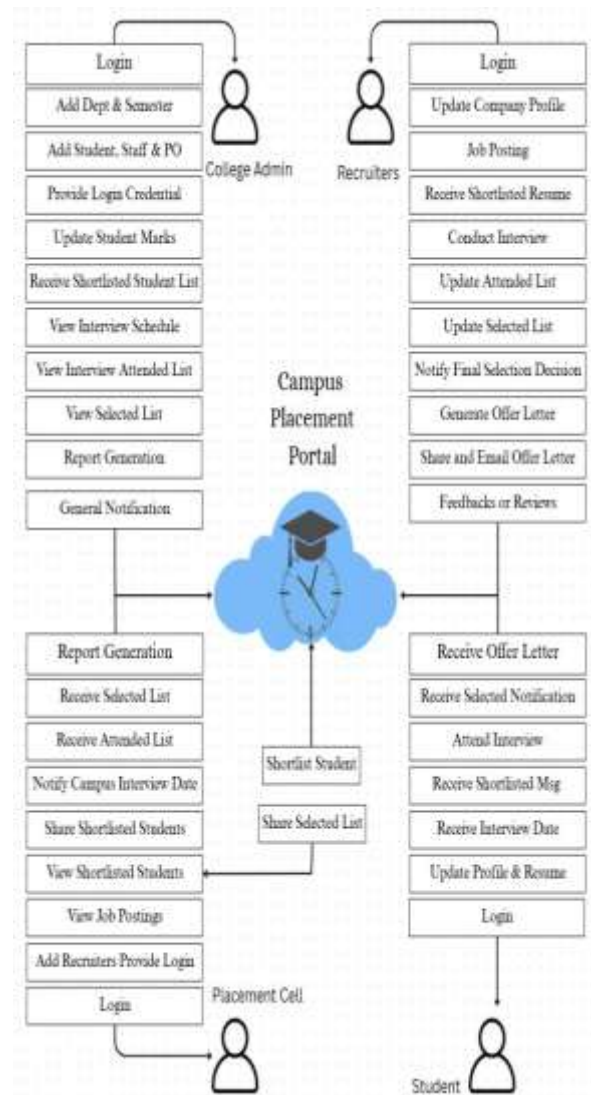 Login
Add Dept & Semester
Add Student, Staff & PO
Provide Login Credential
Update Student Marks
Receive Shortlisted Student List
View Interview Schedule
View Interview Attended List
View Selected List
Report Generation
General Notification
College Admin
Recruiters
Login
Update Company Profile
Job Posting
Receive Shortlisted Resume
Conduct Interview
Update Attended List
Update Selected List
Notify Final Selection Decision
Generate Offer Letter
Share and Email Offer Letter
Feedbacks or Reviews
Campus
Placement
Portal
Report Generation
Receive Selected List
Receive Attended List
Notify Campus Interview Date
Share Shortlisted Students
View Shortlisted Students
View Job Postings
Add Recruiters Provide Login
Login
Placement Cell
Shortlist Student
Share Selected List
Receive Offer Letter
Receive Selected Notification
Attend Interview
Receive Shortlisted Msg
Receive Interview Date
Update Profile & Resume
Login
Student